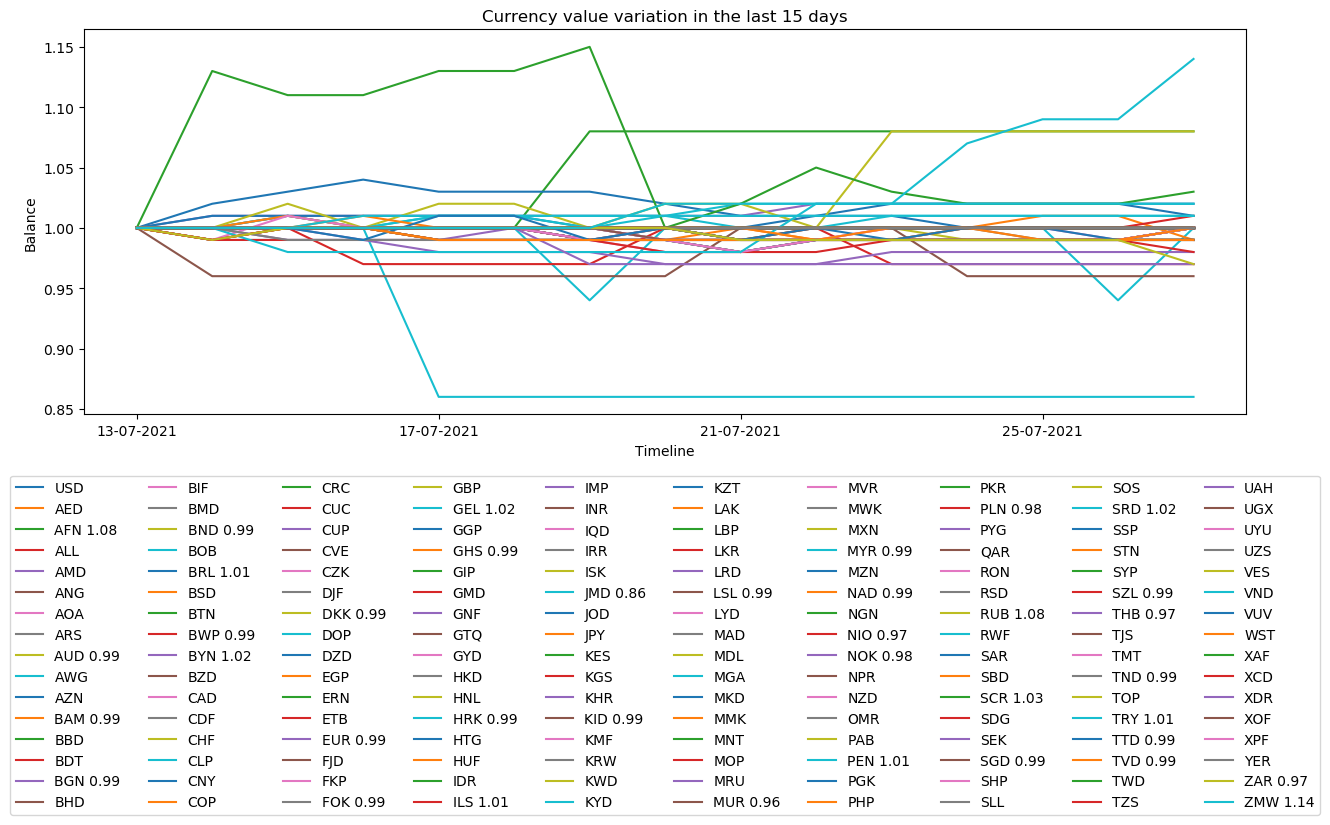 Currency value variation in the last 15 days
1.15
1.10
1.05
1.00
0.95
0.90
0.85
Balance
13-07-2021 17-07-2021 21-07-2021 25-07-2021
Timeline
USD BIF CRC GBP IMP KZT MVR PKR SOS UAH
AED BMD CUC GEL 1.02 INR LAK MWK PLN 0.98 SRD 1.02 UGX
AFN 1.08 BND 0.99 CUP GGP IQD LBP MXN PYG SSP UYU
ALL BOB CVE GHS 0.99 IRR LKR MYR 0.99 QAR STN UZS
AMD BRL 1.01 CZK GIP ISK LRD MZN RON SYP VES
ANG BSD DJF GMD JMD 0.86 LSL 0.99 NAD 0.99 RSD SZL 0.99 VND
AOA BTN DKK 0.99 GNF JOD LYD NGN RUB 1.08 THB 0.97 VUV
ARS BWP 0.99 DOP GTQ JPY MAD NIO 0.97 RWF TJS WST
AUD 0.99 BYN 1.02 DZD GYD KES MDL NOK 0.98 SAR TMT XAF
AWG BZD EGP HKD KGS MGA NPR SBD TND 0.99 XCD
AZN CAD ERN HNL KHR MKD NZD SCR 1.03 TOP XDR
BAM 0.99 CDF ETB HRK 0.99 KID 0.99 MMK OMR SDG TRY 1.01 XOF
BBD CHF EUR 0.99 HTG KMF MNT PAB SEK TTD 0.99 XPF
BDT CLP FJD HUF KRW MOP PEN 1.01 SGD 0.99 TVD 0.99 YER
BGN 0.99 CNY FKP IDR KWD MRU PGK SHP TWD ZAR 0.97
BHD COP FOK 0.99 ILS 1.01 KYD MUR 0.96 PHP SLL TZS ZMW 1.14